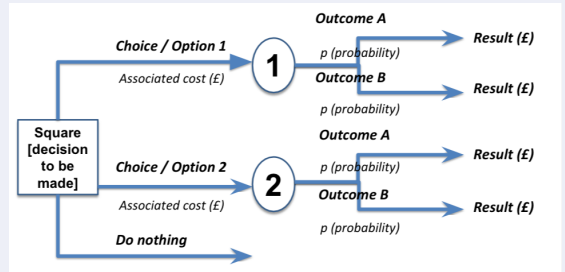 Outcome A
Choice / Option 1
Result (£)
p (probability)
1
Associated cost (£)
Outcome B
Result (£)
p (probability)
Square
[decision
to be
made]
Outcome A
Choice / Option 2
Result (£)
p (probability)
2
Associated cost (£)
Outcome B
Result (£)
p (probability)
Do nothing